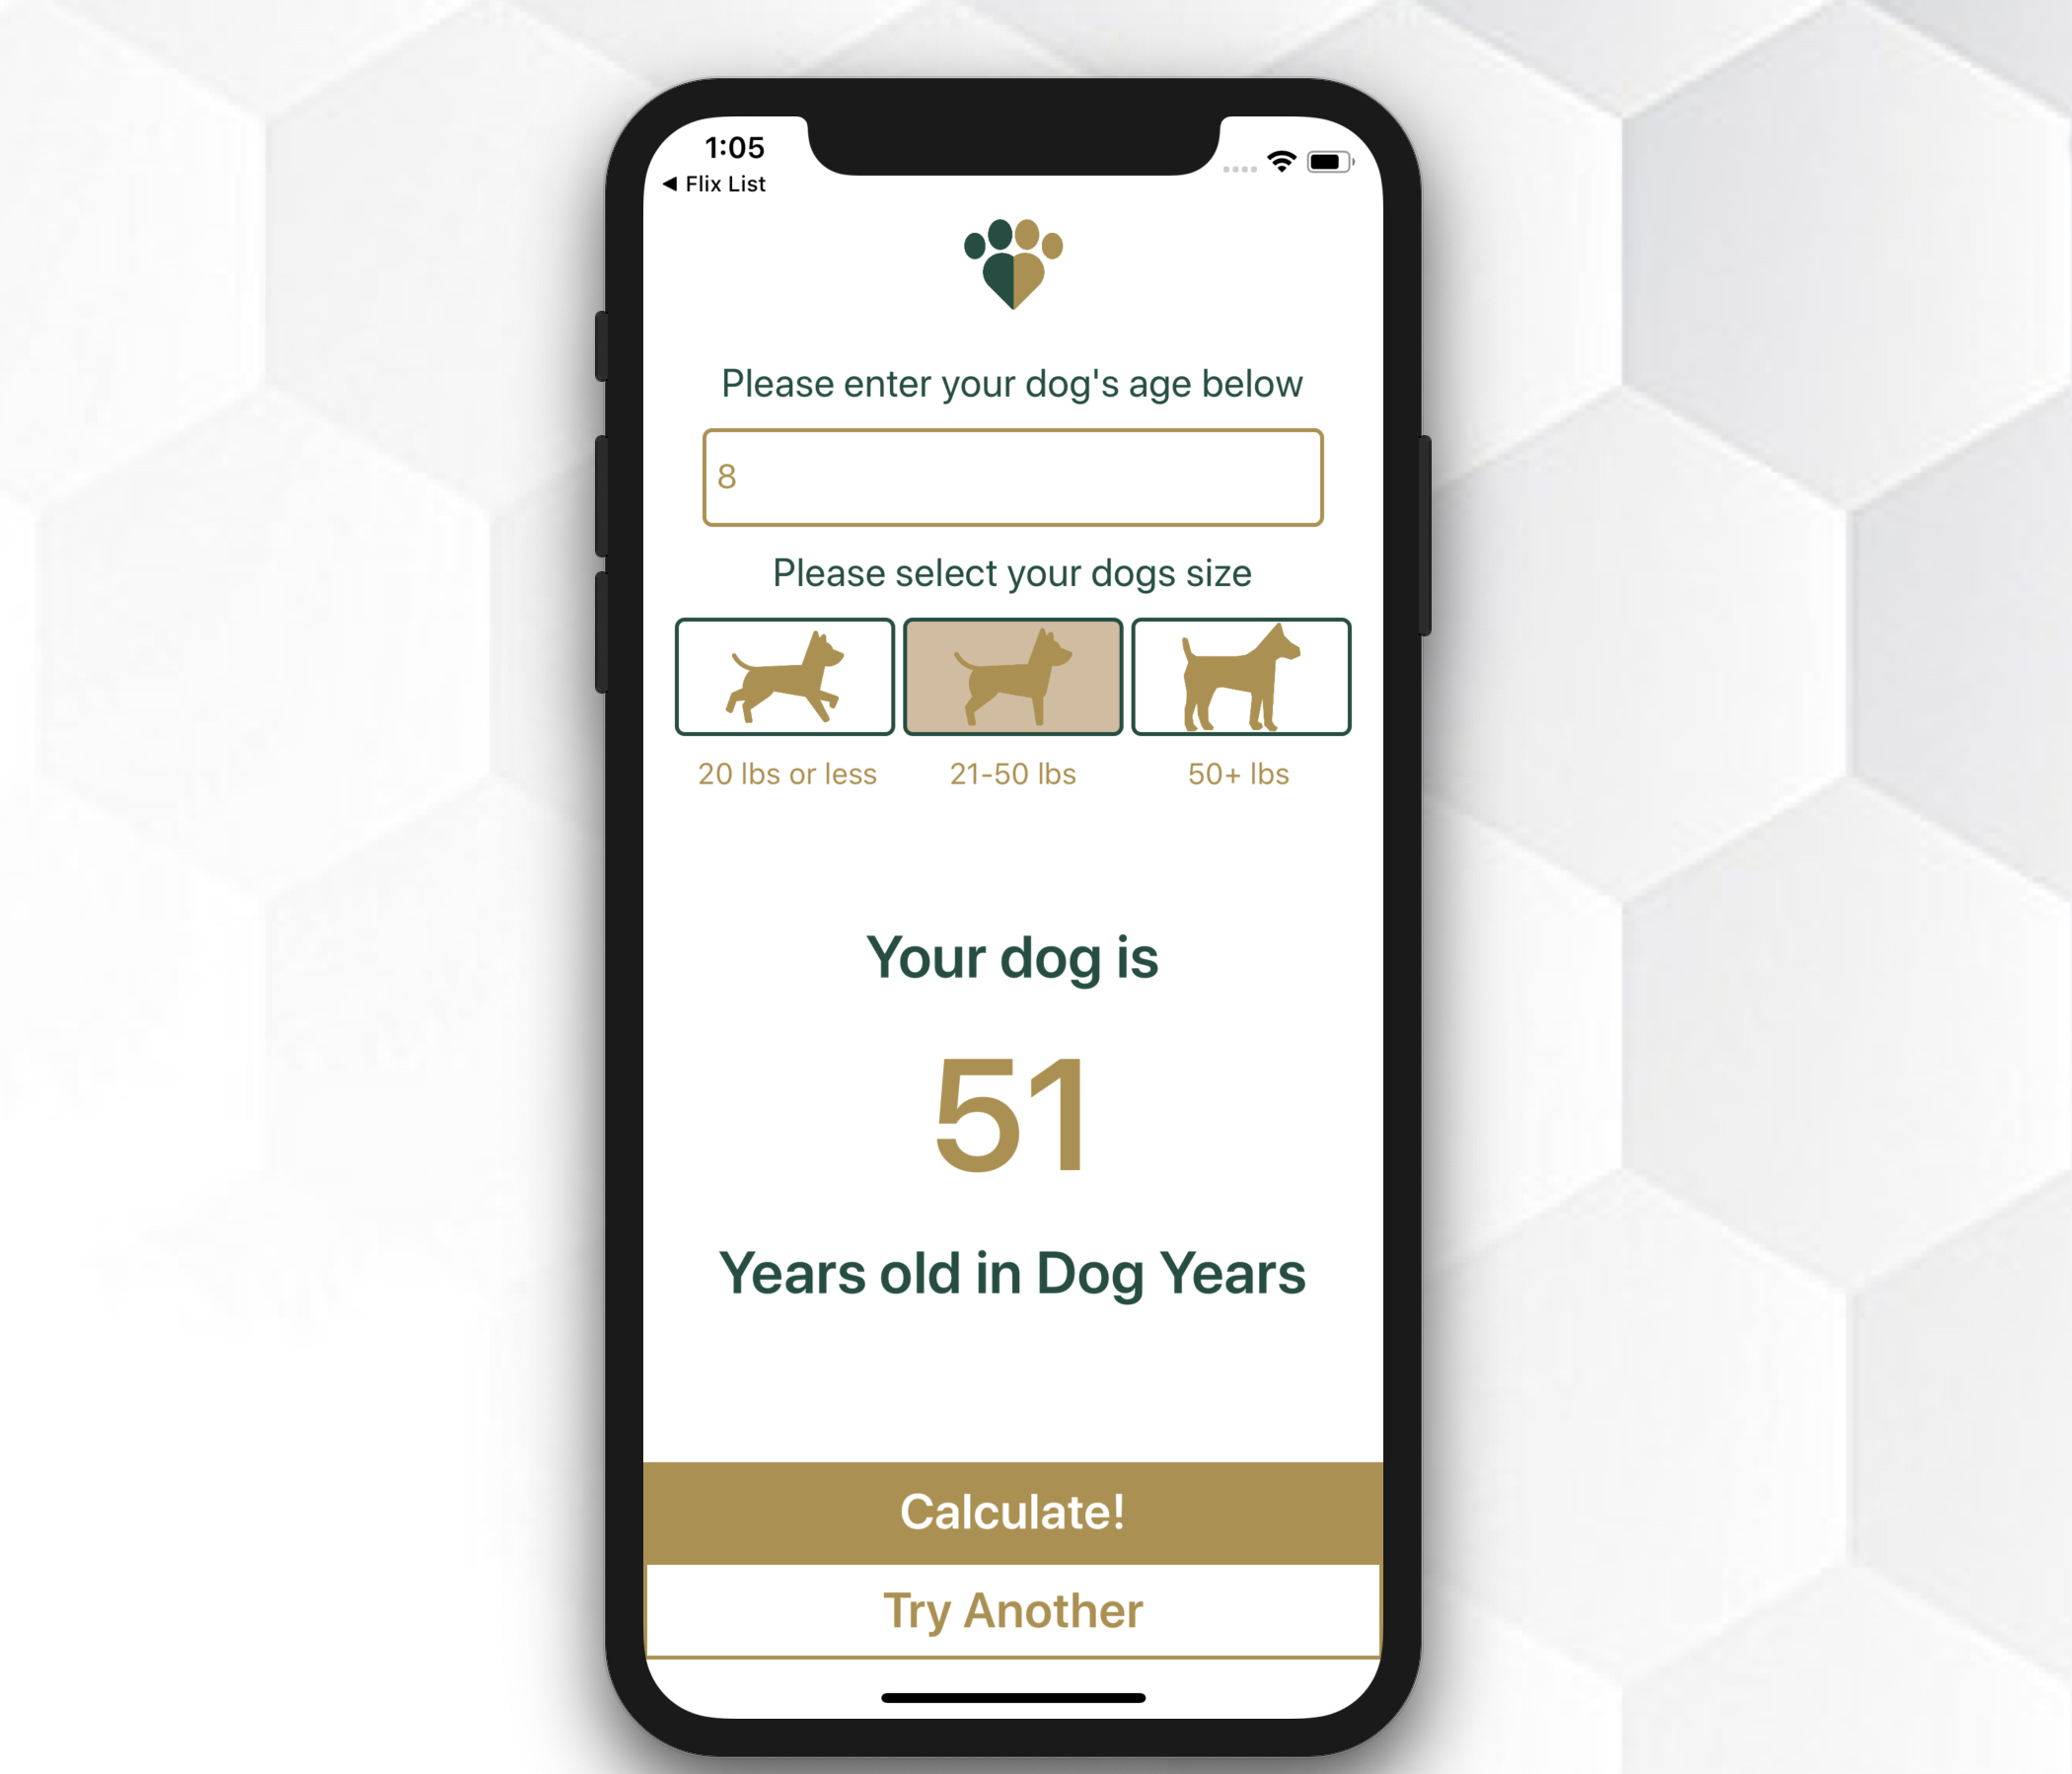 1:05
◀ Flix List
Please enter your dog's age below
8
Please select your dogs size
20 lbs or less 21-50 lbs 50+ lbs
Your dog is
51
Years old in Dog Years
Calculate!
Try Another